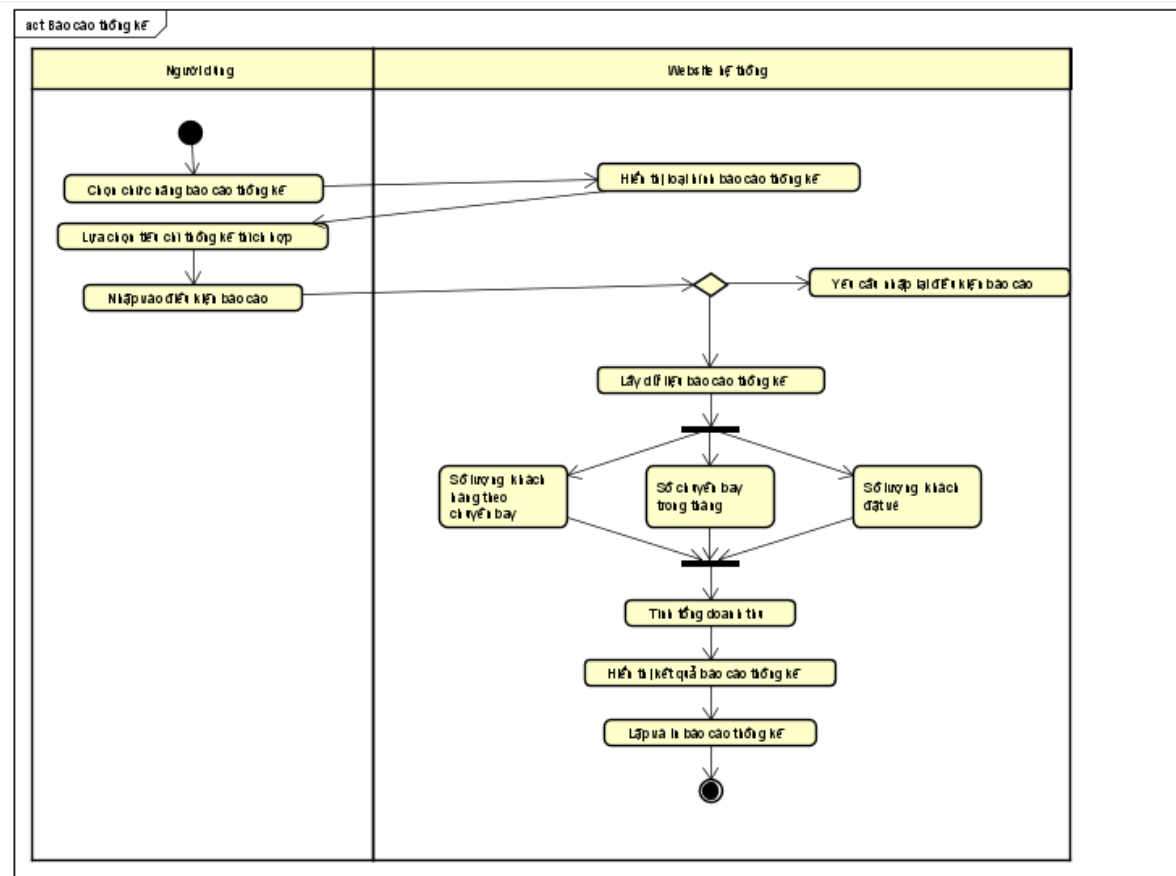 act Báo cáo thống kê
Người dùng
Website hệ thống
Chọn chức năng báo cáo thống kê
Hiển thị loại hình báo cáo thống kê
Lựa chọn tiêu chí thống kê thích hợp
Nhập vào điều kiện báo cáo
Yêu cầu nhập lại điều kiện báo cáo
Lấy dữ liệu báo cáo thống kê
Số lượng khách
hàng theo
chuyến bay
Số chuyến bay
trong tháng
Số lượng khách
đặt vé
Tính tổng doanh thu
Hiển thị kết quả báo cáo thống kê
Lập và in báo cáo thống kê